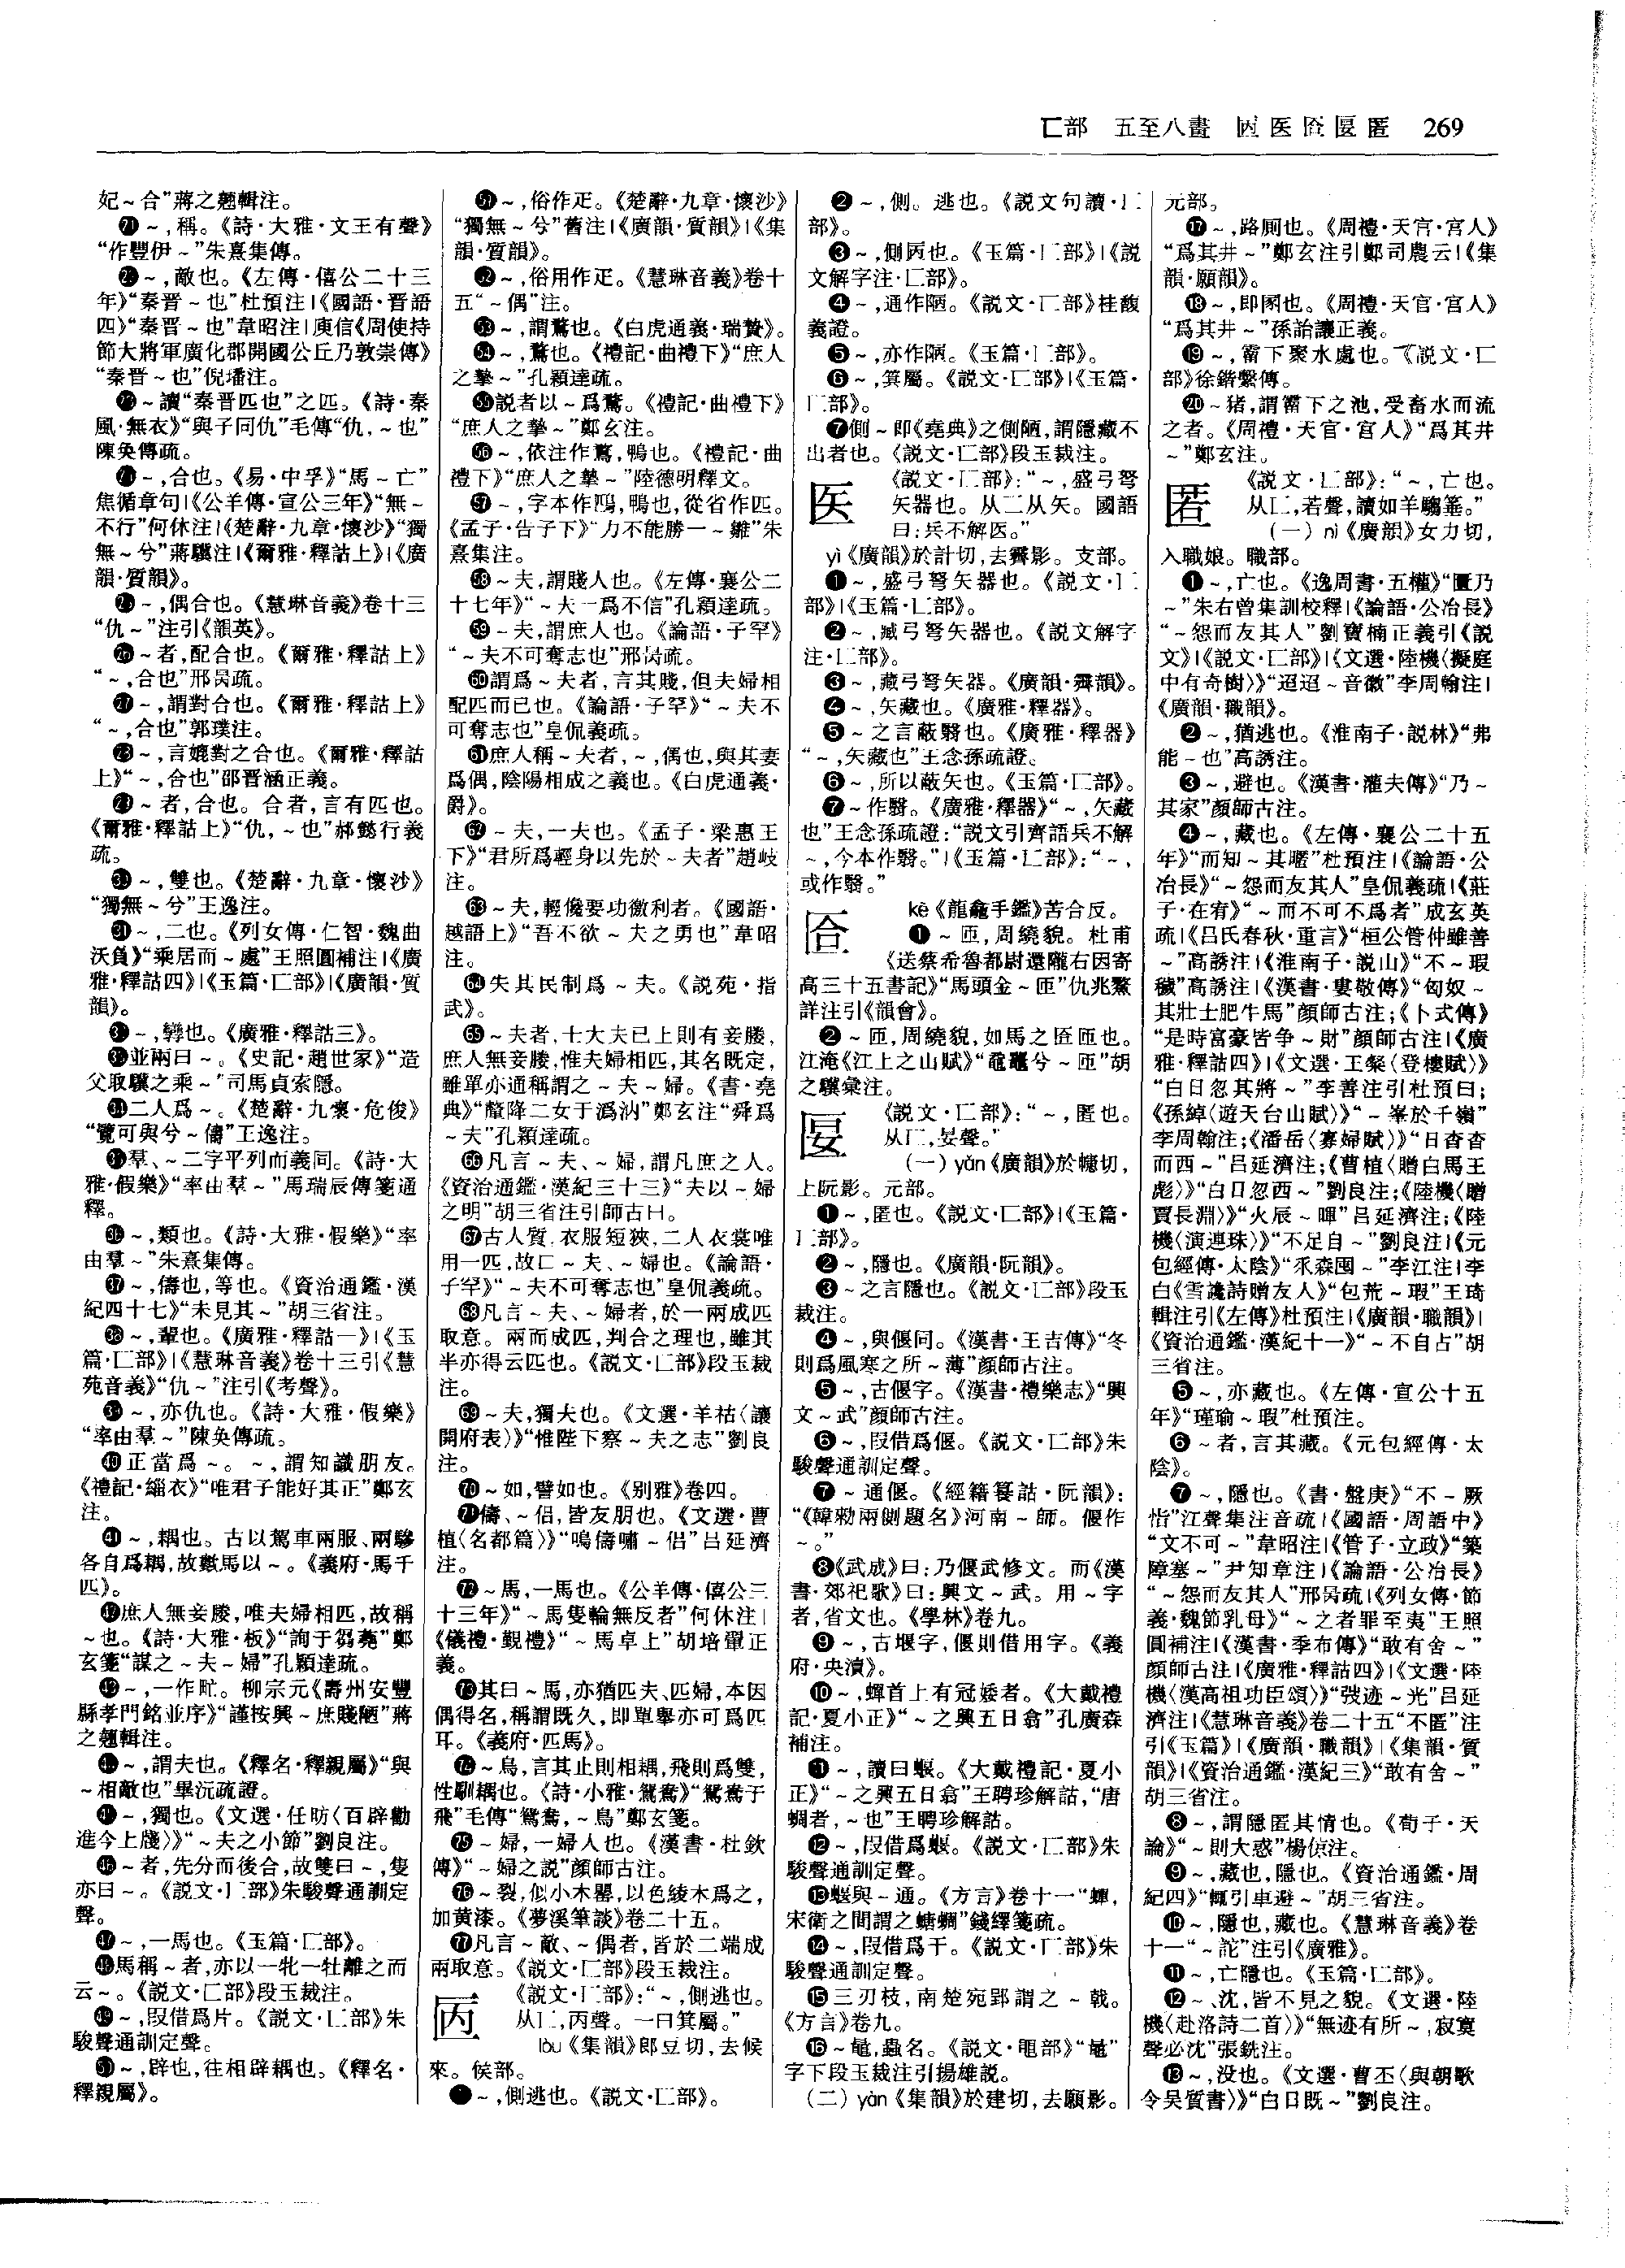 匸部　五至八畫　㔷医㔩匽匿　269
妃~合”蔣之翹輯注。
㉑~,稱。《詩·大雅·文王有聲》
“作豐伊~”朱熹集傳。
㉒~,敵也。《左傳·僖公二十三
年》“秦晋~也”杜預注|《國語·晋語
四》“秦晋~也”韋昭注|庾信《周使持
節大將軍廣化郡開國公丘乃敦崇傳》
“秦晋~也”倪璠注。
㉓~讀“秦晋匹也”之匹。《詩·秦
風·無衣》“與子同仇”毛傳“仇,~也”
陳奂傳疏。
㉔~,合也。《易·中孚》“馬~亡”
焦循章句|《公羊傳·宣公三年》“無~
不行”何休注|《楚辭·九章·懷沙》“獨
無~兮”蔣驥注|《爾雅·釋詁上》|《廣
韻·質韻》。
㉕~,偶合也。《慧琳音義》卷十三
“仇~”注引《韻英》。
㉖~者,配合也。《爾雅·釋詁上》
“~,合也”邢昺疏。
㉗~,謂對合也。《爾雅·釋詁上》
“~,合也”郭璞注。
㉘~,言媲對之合也。《爾雅·釋詁
上》“~,合也”邵晋涵正義。
㉙~者,合也。合者,言有匹也。
《爾雅·釋詁上》“仇,~也”郝懿行義
疏。
㉚~,雙也。《楚辭·九章·懷沙》
“獨無~兮”王逸注。
㉛~,二也。《列女傳·仁智·魏曲
沃負》“乘居而~處”王照圓補注|《廣
雅·釋詁四》|《玉篇·匸部》|《廣韻·質
韻》。
㉜~,孿也。《廣雅·釋詁三》。
㉝並兩曰~。《史記·趙世家》“造
父取驥之乘~”司馬貞索隱。
㉞二人爲~。《楚辭·九懷·危俊》
“覽可與兮~儔”王逸注。
㉟羣、~二字平列而義同。《詩·大
雅·假樂》“率由羣~”馬瑞辰傳箋通
釋。
㊱~,類也。《詩·大雅·假樂》“率
由羣~”朱熹集傳。
㊲~,儔也,等也。《資治通鑑·漢
紀四十七》“未見其~”胡三省注。
㊳~,輩也。《廣雅·釋詁一》|《玉
篇·匸部》|《慧琳音義》卷十三引《慧
苑音義》“仇~”注引《考聲》。
㊴~,亦仇也。《詩·大雅·假樂》
“率由羣~”陳奂傳疏。
㊵正當爲~。~,謂知識朋友。
《禮記·緇衣》“唯君子能好其正”鄭玄
注。
㊶~,耦也。古以駕車兩服、兩驂
各自爲耦,故數馬以~。《義府·馬千
匹》。
㊷庶人無妾媵,唯夫婦相匹,故稱
~也。《詩·大雅·板》“詢于芻蕘”鄭
玄箋“謀之~夫~婦”孔穎達疏。
㊸~,一作甿。柳宗元《壽州安豐
縣孝門銘並序》“謹按興~庶賤陋”蔣
之翹輯注。
㊹~,謂夫也。《釋名·釋親屬》“與
~相敵也”畢沅疏證。
㊺~,獨也。《文選·任昉〈百辟勸
進今上牋〉》“~夫之小節”劉良注。
㊻~者,先分而後合,故雙曰~,隻
亦曰~。《説文·匸部》朱駿聲通訓定
聲。
㊼~,一馬也。《玉篇·匸部》。
㊽馬稱~者,亦以一牝一牡離之而
云~。《説文·匸部》段玉裁注。
㊾~,叚借爲片。《説文·匸部》朱
駿聲通訓定聲。
㊿~,辟也,往相辟耦也。《釋名·
釋親屬》。
51~,俗作疋。《楚辭·九章·懷沙》
“獨無~兮”舊注|《廣韻·質韻》|《集
韻·質韻》。
52~,俗用作疋。《慧琳音義》卷十
五“~偶”注。
53~,謂鶩也。《白虎通義·瑞贄》。
54~,鶩也。《禮記·曲禮下》“庶人
之摯~”孔穎達疏。
55説者以~爲鶩。《禮記·曲禮下》
“庶人之摯~”鄭玄注。
56~,依注作鶩,鴨也。《禮記·曲
禮下》“庶人之摯~”陸德明釋文。
57~,字本作鴄,鴨也,從省作匹。
《孟子·告子下》“力不能勝一~雛”朱
熹集注。
58~夫,謂賤人也。《左傳·襄公二
十七年》“~夫一爲不信”孔穎達疏。
59~夫,謂庶人也。《論語·子罕》
“~夫不可奪志也”邢昺疏。
60謂爲~夫者,言其賤,但夫婦相
配匹而已也。《論語·子罕》“~夫不
可奪志也”皇侃義疏。
61庶人稱~夫者,~,偶也,與其妻
爲偶,陰陽相成之義也。《白虎通義·
爵》。
62~夫,一夫也。《孟子·梁惠王
下》“君所爲輕身以先於~夫者”趙岐
注。
63~夫,輕儳要功徼利者。《國語·
越語上》“吾不欲~夫之勇也”韋昭
注。
64失其民制爲~夫。《説苑·指
武》。
65~夫者,士大夫已上則有妾媵,
庶人無妾媵,惟夫婦相匹,其名既定,
雖單亦通稱謂之~夫~婦。《書·堯
典》“釐降二女于潙汭”鄭玄注“舜爲
~夫”孔穎達疏。
66凡言~夫、~婦,謂凡庶之人。
《資治通鑑·漢紀三十三》“夫以~婦
之明”胡三省注引師古曰。
67古人質,衣服短狹,二人衣裳唯
用一匹,故曰~夫、~婦也。《論語·
子罕》“~夫不可奪志也”皇侃義疏。
68凡言~夫、~婦者,於一兩成匹
取意。兩而成匹,判合之理也,雖其
半亦得云匹也。《説文·匸部》段玉裁
注。
69~夫,獨夫也。《文選·羊祜〈讓
開府表〉》“惟陛下察~夫之志”劉良
注。
70~如,譬如也。《别雅》卷四。
71儔、~侣,皆友朋也。《文選·曹
植〈名都篇〉》“鳴儔嘯~侣”吕延濟
注。
72~馬,一馬也。《公羊傳·僖公三
十三年》“~馬隻輪無反者”何休注|
《儀禮·覲禮》“~馬卓上”胡培翬正
義。
73其曰~馬,亦猶匹夫、匹婦,本因
偶得名,稱謂既久,即單舉亦可爲匹
耳。《義府·匹馬》。
74~鳥,言其止則相耦,飛則爲雙,
性馴耦也。《詩·小雅·鴛鴦》“鴛鴦于
飛”毛傳“鴛鴦,~鳥”鄭玄箋。
75~婦,一婦人也。《漢書·杜欽
傳》“~婦之説”顔師古注。
76~裂,似小木罌,以色綾木爲之,
加黄漆。《夢溪筆談》卷二十五。
77凡言~敵、~偶者,皆於二端成
兩取意。《説文·匸部》段玉裁注。
㔷
《説文·匸部》:“~,側逃也。
从匸,丙聲。一曰箕屬。”
lòu《集韻》郎豆切,去候
來。侯部。
❶~,側逃也。《説文·匸部》。
❷~,側。逃也。《説文句讀·匸
部》。
❸~,側㔷也。《玉篇·匸部》|《説
文解字注·匸部》。
❹~,通作陋。《説文·匸部》桂馥
義證。
❺~,亦作陋。《玉篇·匸部》。
❻~,箕屬。《説文·匸部》|《玉篇·
匸部》。
❼側~即《堯典》之側陋,謂隱藏不
出者也。《説文·匸部》段玉裁注。
医
《説文·匸部》:“~,盛弓弩
矢器也。从匸从矢。國語
曰:兵不解医。”
yì《廣韻》於計切,去霽影。支部。
❶~,盛弓弩矢器也。《説文·匸
部》|《玉篇·匸部》。
❷~,臧弓弩矢器也。《説文解字
注·匸部》。
❸~,藏弓弩矢器。《廣韻·霽韻》。
❹~,矢藏也。《廣雅·釋器》。
❺~之言蔽翳也。《廣雅·釋器》
“~,矢藏也”王念孫疏證。
❻~,所以蔽矢也。《玉篇·匸部》。
❼~作翳。《廣雅·釋器》“~,矢藏
也”王念孫疏證:“説文引齊語兵不解
~,今本作翳。”|《玉篇·匸部》:“~,
或作翳。”
㔩
kē《龍龕手鑑》苦合反。
❶~匝,周繞貌。杜甫
《送蔡希魯都尉還隴右因寄
高三十五書記》“馬頭金~匝”仇兆鰲
詳注引《韻會》。
❷~匝,周繞貌,如馬之匼匝也。
江淹《江上之山賦》“黿鼉兮~匝”胡
之驥彙注。
匽
《説文·匸部》:“~,匿也。
从匸,妟聲。”
(一) yǎn《廣韻》於幰切,
上阮影。元部。
❶~,匿也。《説文·匸部》|《玉篇·
匸部》。
❷~,隱也。《廣韻·阮韻》。
❸~之言隱也。《説文·匸部》段玉
裁注。
❹~,與偃同。《漢書·王吉傳》“冬
則爲風寒之所~薄”顔師古注。
❺~,古偃字。《漢書·禮樂志》“興
文~武”顔師古注。
❻~,叚借爲偃。《説文·匸部》朱
駿聲通訓定聲。
❼~通偃。《經籍籑詁·阮韻》:
“《韓勑兩側題名》河南~師。偃作
~。”
❽《武成》曰:乃偃武修文。而《漢
書·郊祀歌》曰:興文~武。用~字
者,省文也。《學林》卷九。
❾~,古堰字,偃則借用字。《義
府·央瀆》。
❿~,蟬首上有冠緌者。《大戴禮
記·夏小正》“~之興五日翕”孔廣森
補注。
⓫~,讀曰蝘。《大戴禮記·夏小
正》“~之興五日翕”王聘珍解詁,“唐
蜩者,~也”王聘珍解詁。
⓬~,叚借爲蝘。《説文·匸部》朱
駿聲通訓定聲。
⓭蝘與~通。《方言》卷十一“蟬,
宋衛之間謂之螗蜩”錢繹箋疏。
⓮~,叚借爲干。《説文·匸部》朱
駿聲通訓定聲。
⓯三刃枝,南楚宛郢謂之~戟。
《方言》卷九。
⓰~鼂,蟲名。《説文·黽部》“鼂”
字下段玉裁注引揚雄説。
(二) yàn《集韻》於建切,去願影。
元部。
⓱~,路厠也。《周禮·天官·宫人》
“爲其井~”鄭玄注引鄭司農云|《集
韻·願韻》。
⓲~,即圂也。《周禮·天官·宫人》
“爲其井~”孫詒讓正義。
⓳~,霤下聚水處也。《説文·匸
部》徐鍇繫傳。
⓴~猪,謂霤下之池,受畜水而流
之者。《周禮·天官·宫人》“爲其井
~”鄭玄注。
匿
《説文·匸部》:“~,亡也。
从匸,若聲,讀如羊騶箠。”
(一) nì《廣韻》女力切,
入職娘。職部。
❶~,亡也。《逸周書·五權》“匱乃
~”朱右曾集訓校釋|《論語·公冶長》
“~怨而友其人”劉寶楠正義引《説
文》|《説文·匸部》|《文選·陸機〈擬庭
中有奇樹〉》“迢迢~音徽”李周翰注|
《廣韻·職韻》。
❷~,猶逃也。《淮南子·説林》“弗
能~也”高誘注。
❸~,避也。《漢書·灌夫傳》“乃~
其家”顔師古注。
❹~,藏也。《左傳·襄公二十五
年》“而知~其暱”杜預注|《論語·公
冶長》“~怨而友其人”皇侃義疏|《莊
子·在宥》“~而不可不爲者”成玄英
疏|《吕氏春秋·重言》“桓公管仲雖善
~”高誘注|《淮南子·説山》“不~瑕
穢”高誘注|《漢書·婁敬傳》“匈奴~
其壯士肥牛馬”顔師古注;《卜式傳》
“是時富豪皆争~財”顔師古注|《廣
雅·釋詁四》|《文選·王粲〈登樓賦〉》
“白日忽其將~”李善注引杜預曰;
《孫綽〈遊天台山賦〉》“~峯於千嶺”
李周翰注;《潘岳〈寡婦賦〉》“日杳杳
而西~”吕延濟注;《曹植〈贈白馬王
彪〉》“白日忽西~”劉良注;《陸機〈贈
賈長淵〉》“火辰~暉”吕延濟注;《陸
機〈演連珠〉》“不足自~”劉良注|《元
包經傳·太陰》“㐺森囦~”李江注|李
白《雪讒詩贈友人》“包荒~瑕”王琦
輯注引《左傳》杜預注|《廣韻·職韻》|
《資治通鑑·漢紀十一》“~不自占”胡
三省注。
❺~,亦藏也。《左傳·宣公十五
年》“瑾瑜~瑕”杜預注。
❻~者,言其藏。《元包經傳·太
陰》。
❼~,隱也。《書·盤庚》“不~厥
恉”江聲集注音疏|《國語·周語中》
“文不可~”韋昭注|《管子·立政》“築
障塞~”尹知章注|《論語·公冶長》
“~怨而友其人”邢昺疏|《列女傳·節
義·魏節乳母》“~之者罪至夷”王照
圓補注|《漢書·季布傳》“敢有舍~”
顔師古注|《廣雅·釋詁四》|《文選·陸
機〈漢高祖功臣頌〉》“弢迹~光”吕延
濟注|《慧琳音義》卷二十五“不匿”注
引《玉篇》|《廣韻·職韻》|《集韻·質
韻》|《資治通鑑·漢紀三》“敢有舍~”
胡三省注。
❽~,謂隱匿其情也。《荀子·天
論》“~則大惑”楊倞注。
❾~,藏也,隱也。《資治通鑑·周
紀四》“輒引車避~”胡三省注。
❿~,隱也,藏也。《慧琳音義》卷
十一“~詑”注引《廣雅》。
⓫~,亡隱也。《玉篇·匸部》。
⓬~、沈,皆不見之貌。《文選·陸
機〈赴洛詩二首〉》“無迹有所~,寂寞
聲必沈”張銑注。
⓭~,没也。《文選·曹丕〈與朝歌
令吴質書〉》“白日既~”劉良注。